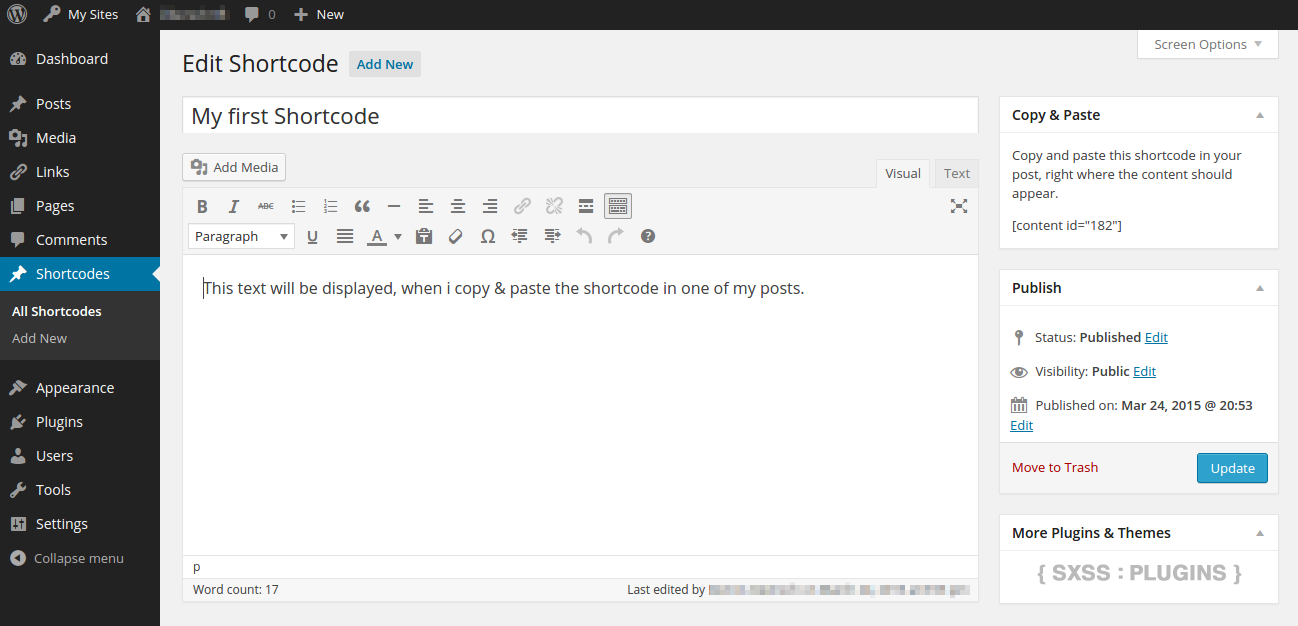 My Sites 0 New
Screen Options
Dashboard
Posts
Media
Links
Pages
Comments
Shortcodes
All Shortcodes
Add New
Appearance
Plugins
Users
Tools
Settings
Collapse menu
Edit Shortcode Add New
My first Shortcode
Add Media
Visual Text
B I ABC
Paragraph U A Ω ?
This text will be displayed, when i copy & paste the shortcode in one of my posts.
p
Word count: 17 Last edited by
Copy & Paste
Copy and paste this shortcode in your
post, right where the content should
appear.
[content id="182"]
Publish
Status: Published Edit
Visibility: Public Edit
Published on: Mar 24, 2015 @ 20:53
Edit
Move to Trash Update
More Plugins & Themes
{ SXSS : PLUGINS }